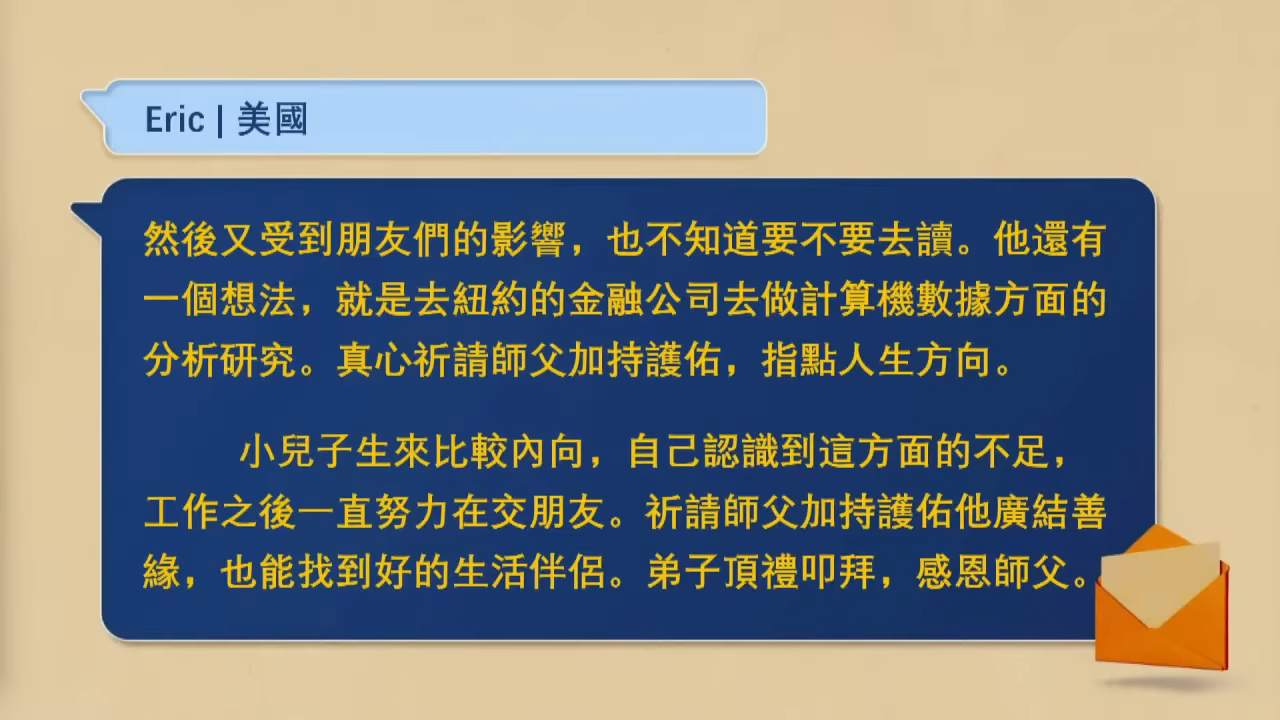 Eric | 美國
然後又受到朋友們的影響，也不知道要不要去讀。他還有
一個想法，就是去紐約的金融公司去做計算機數據方面的
分析研究。真心祈請師父加持護佑，指點人生方向。
小兒子生來比較內向，自己認識到這方面的不足，
工作之後一直努力在交朋友。祈請師父加持護佑他廣結善
緣，也能找到好的生活伴侶。弟子頂禮叩拜，感恩師父。